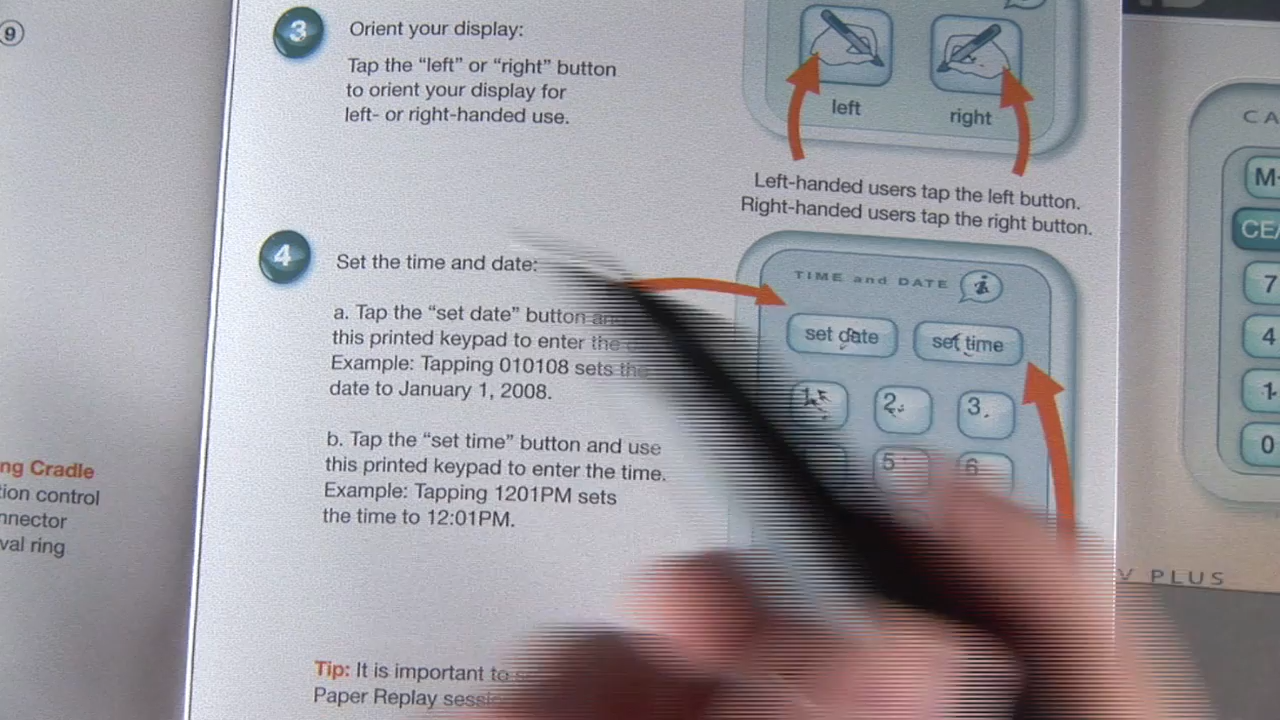 9
3
Orient your display:
Tap the “left” or “right” button
to orient your display for
left- or right-handed use.
left
right
Left-handed users tap the left button.
Right-handed users tap the right button.
4
Set the time and date:
a. Tap the “set date” button and
this printed keypad to enter the
Example: Tapping 010108 sets the
date to January 1, 2008.
b. Tap the “set time” button and use
this printed keypad to enter the time.
Example: Tapping 1201PM sets
the time to 12:01PM.
Tip: It is important to
Paper Replay
TIME and DATE
i
set date
set time
1
2
3
5
6
ng Cradle
tion control
nnector
val ring
CA
M
CE
7
4
1
0
V PLUS